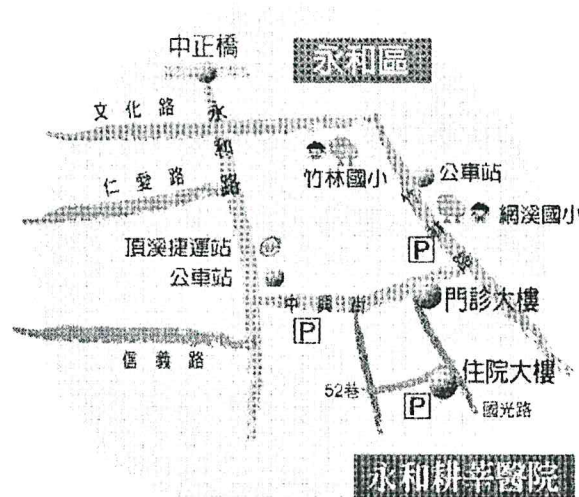 中正橋
永和區
文化路
永和路
仁愛路
竹林國小
公車站
網溪國小
P
頂溪捷運站
公車站
中興街
P
門診大樓
信義路
住院大樓
52巷
P
國光路
永和耕莘醫院